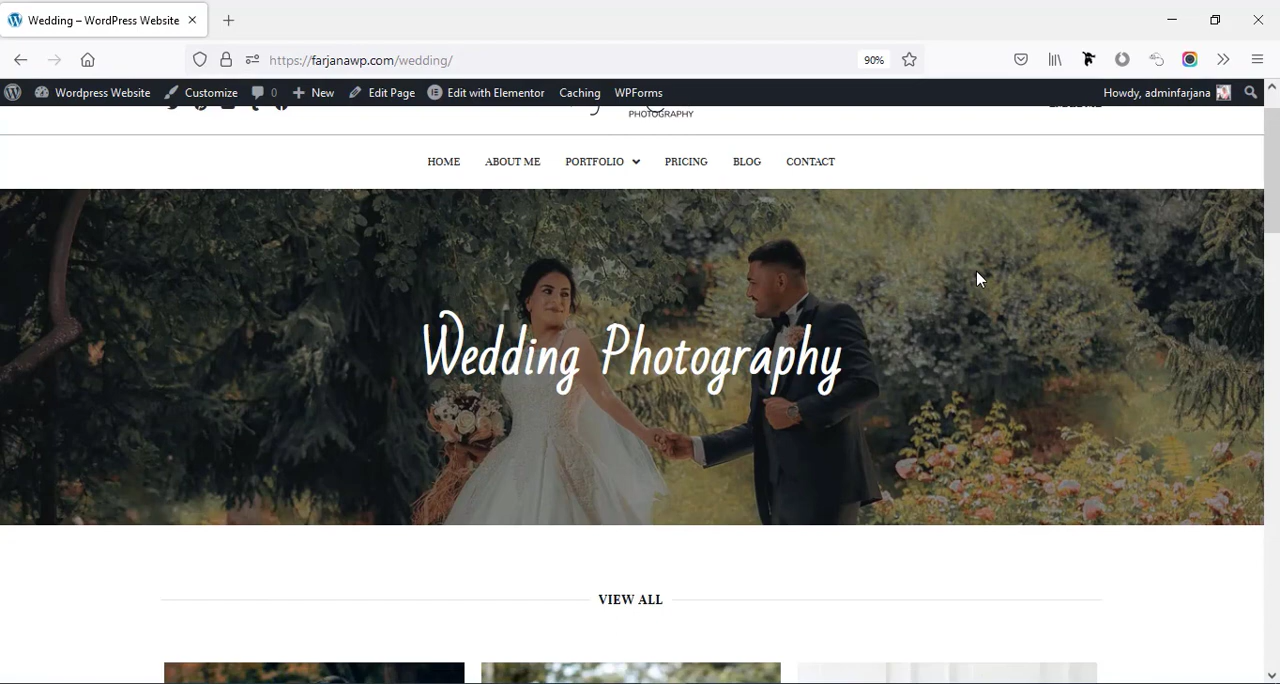 Wedding – WordPress Website
https://farjanawp.com/wedding/
90%
Wordpress Website
Customize
0
New
Edit Page
Edit with Elementor
Caching
WPForms
Howdy, adminfarjana
PHOTOGRAPHY
HOME
ABOUT ME
PORTFOLIO
PRICING
BLOG
CONTACT
Wedding Photography
VIEW ALL